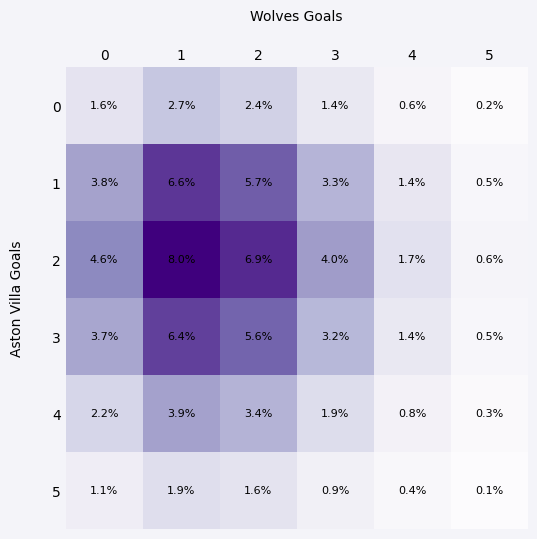 Wolves Goals
0 1 2 3 4 5
0 1.6% 2.7% 2.4% 1.4% 0.6% 0.2%
1 3.8% 6.6% 5.7% 3.3% 1.4% 0.5%
2 4.6% 8.0% 6.9% 4.0% 1.7% 0.6%
3 3.7% 6.4% 5.6% 3.2% 1.4% 0.5%
4 2.2% 3.9% 3.4% 1.9% 0.8% 0.3%
5 1.1% 1.9% 1.6% 0.9% 0.4% 0.1%
Aston Villa Goals